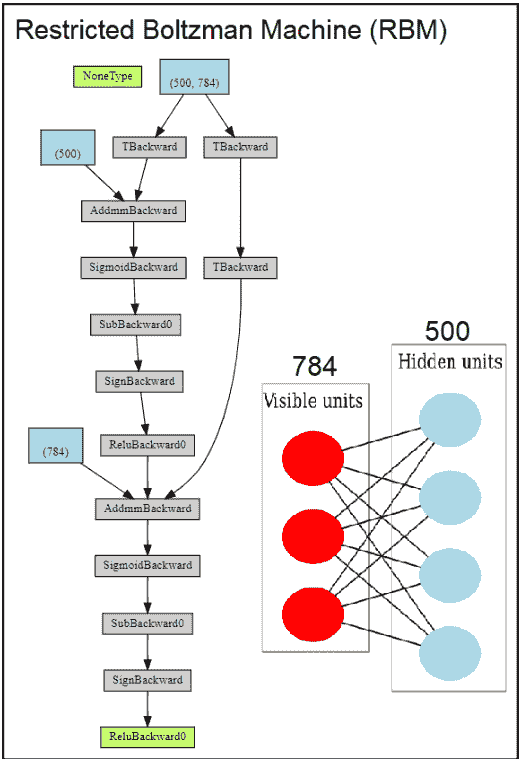 Restricted Boltzman Machine (RBM)
NoneType
(500, 784)
(500)
TBackward
TBackward
AddmmBackward
SigmoidBackward
TBackward
SubBackward0
SignBackward
(784)
ReluBackward0
AddmmBackward
SigmoidBackward
SubBackward0
SignBackward
ReluBackward0
784
Visible units
500
Hidden units